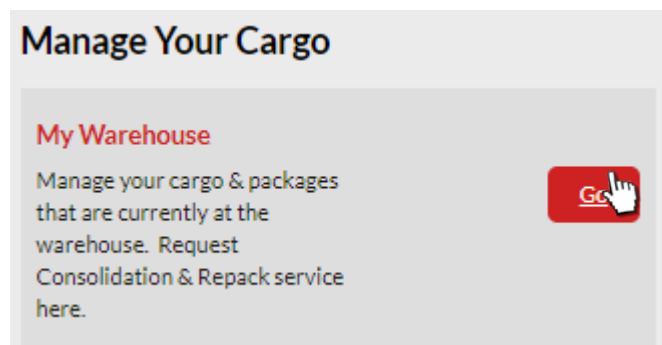 Manage Your Cargo
My Warehouse
Manage your cargo & packages
that are currently at the
warehouse. Request
Consolidation & Repack service
here.
Go